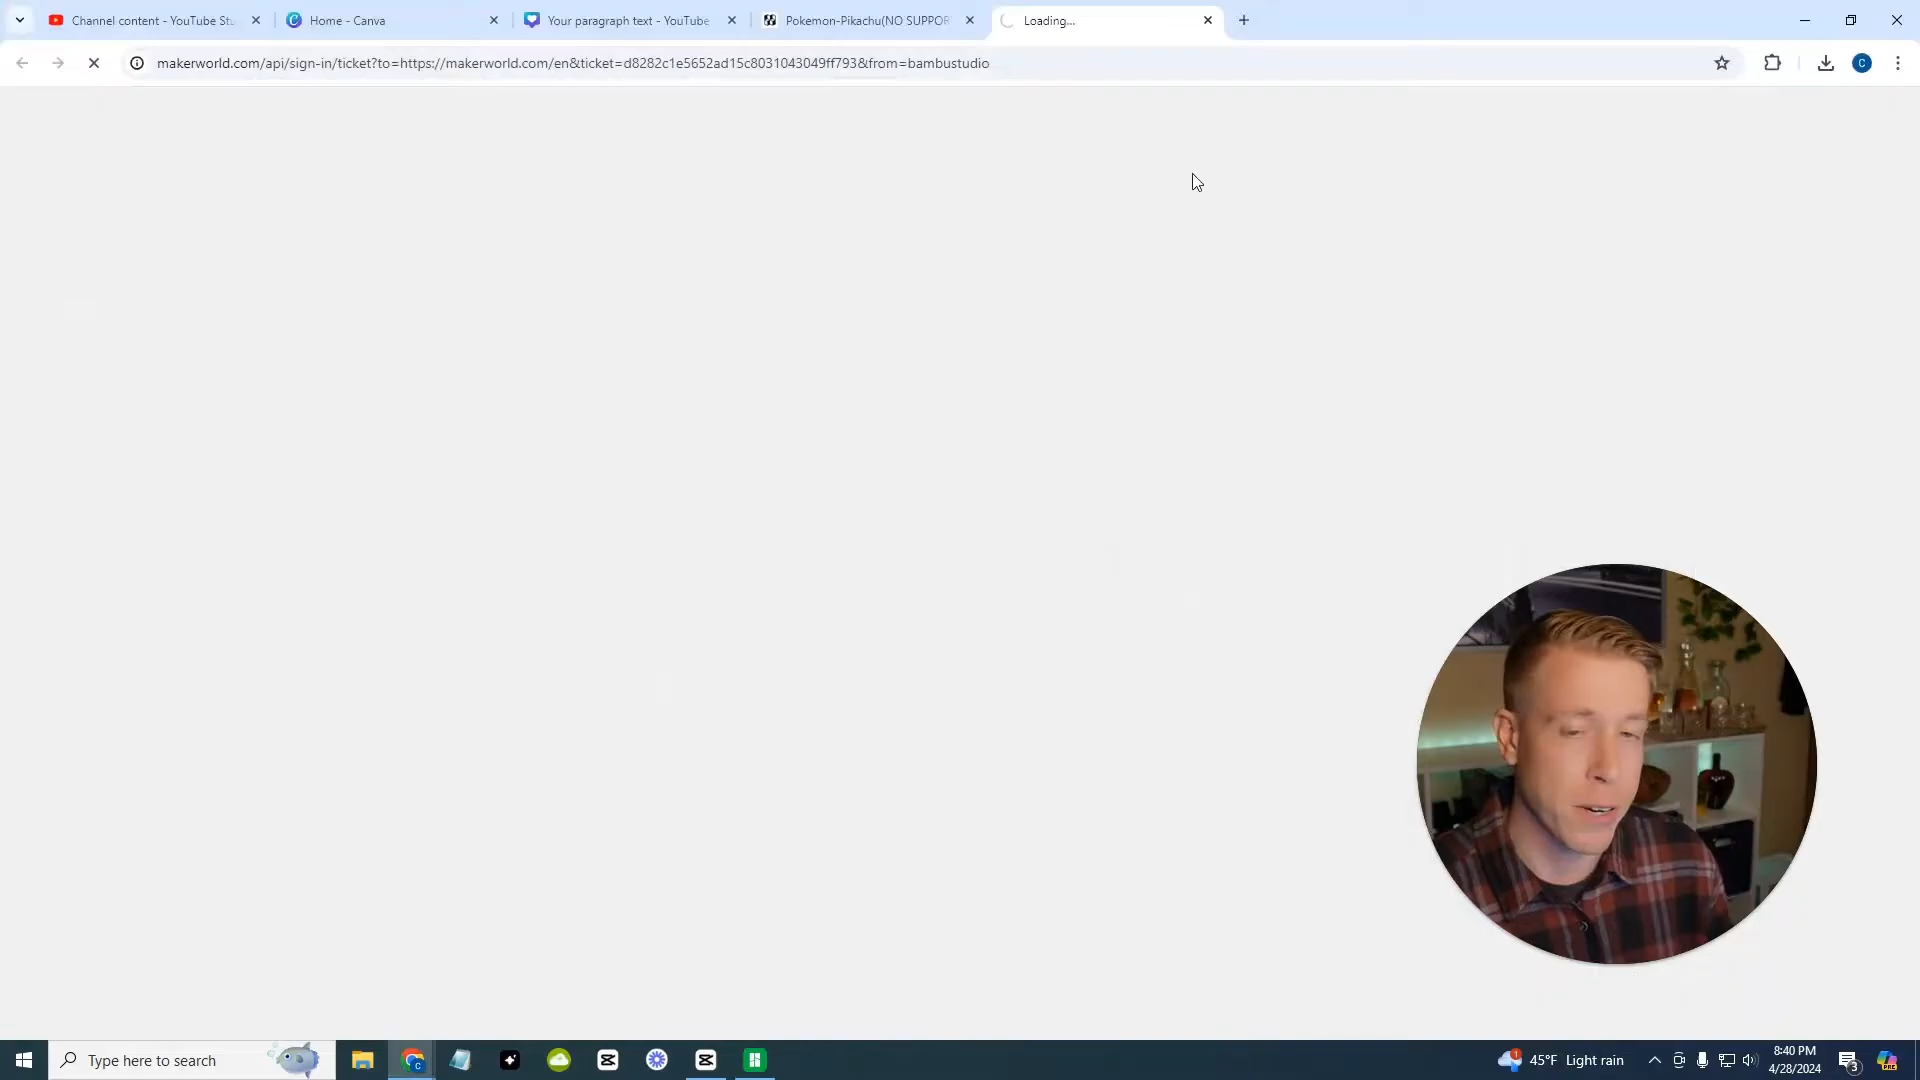 Channel content - YouTube Stu
Home - Canva
Your paragraph text - YouTube
Pokemon-Pikachu(NO SUPPOR
Loading...
makerworld.com/api/sign-in/ticket?to=https://makerworld.com/en&ticket=d8282c1e5652ad15c8031043049ff793&from=bambustudio
C
Type here to search
45°F Light rain
8:40 PM
4/28/2024
3